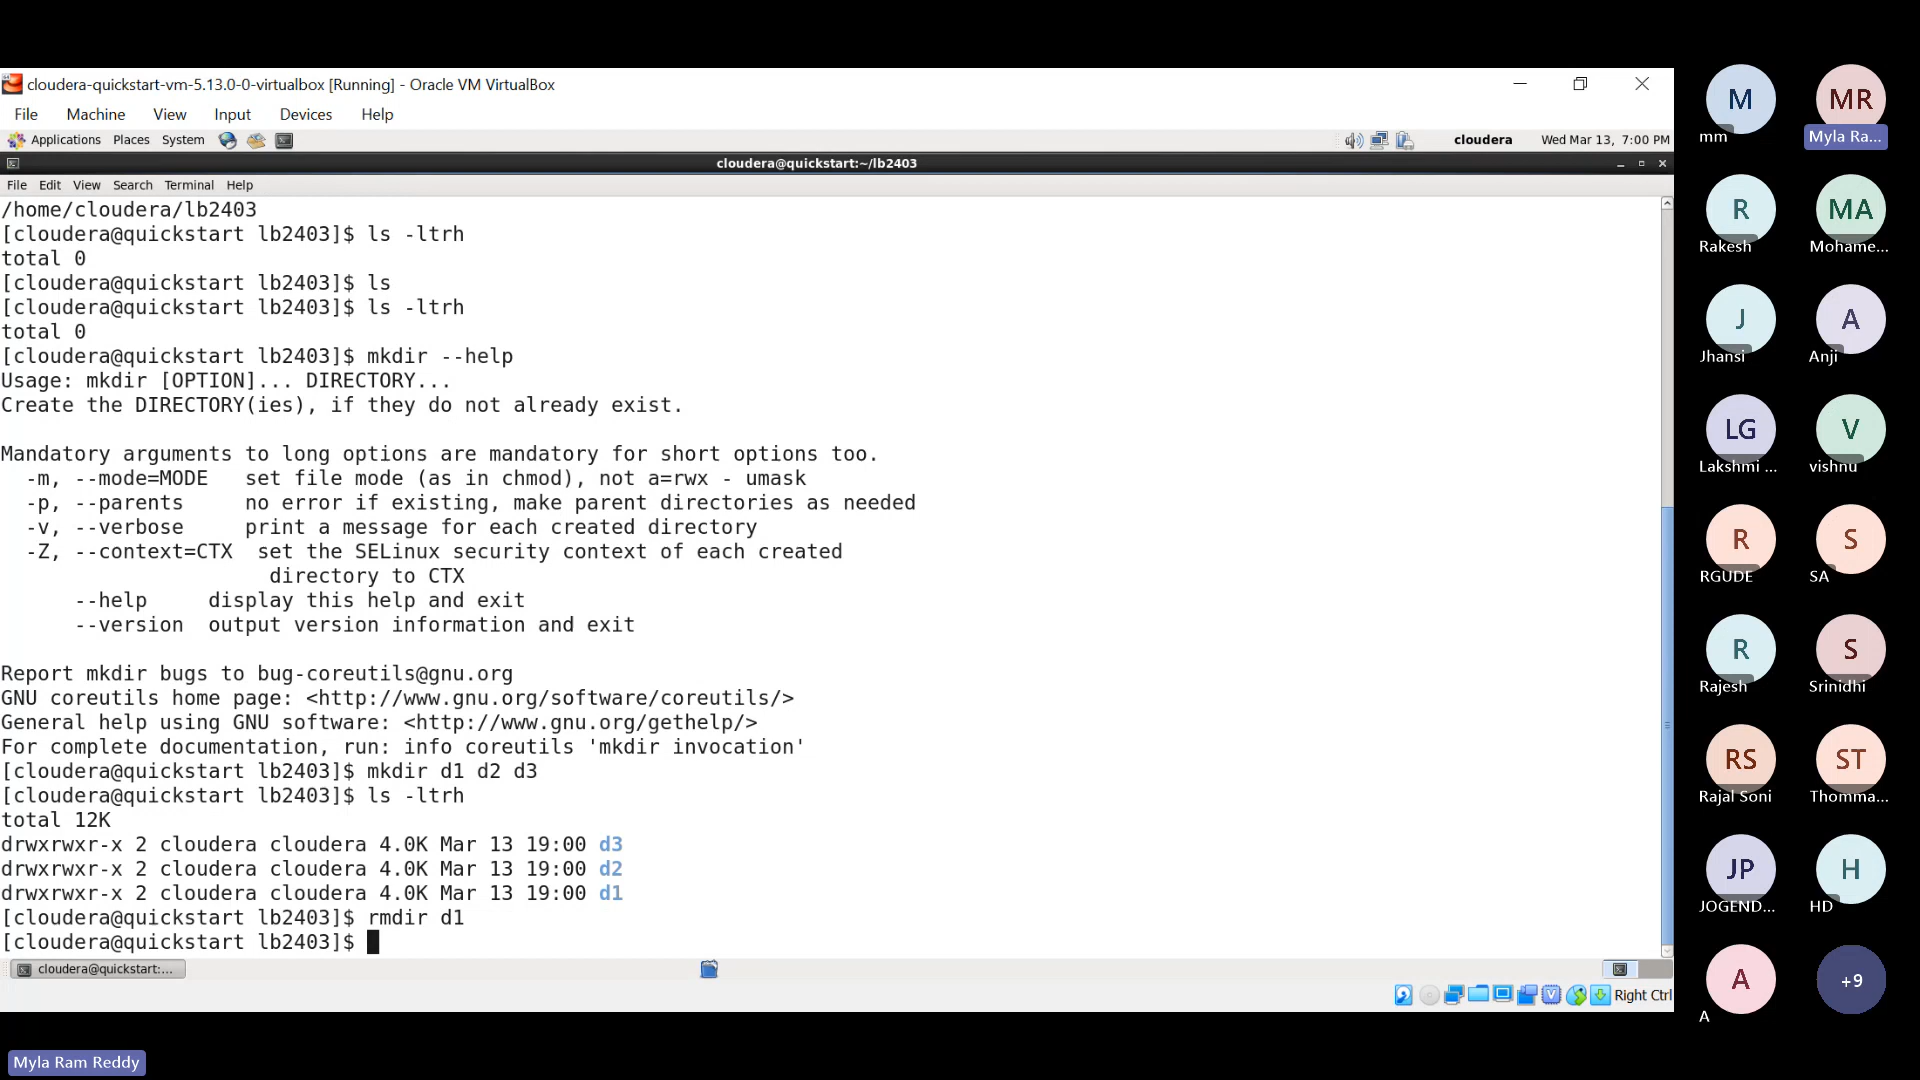 cloudera-quickstart-vm-5.13.0-0-virtualbox [Running] - Oracle VM VirtualBox
File Machine View Input Devices Help
Applications Places System cloudera Wed Mar 13, 7:00 PM
cloudera@quickstart:~/lb2403
File Edit View Search Terminal Help
/home/cloudera/lb2403
[cloudera@quickstart lb2403]$ ls -ltrh
total 0
[cloudera@quickstart lb2403]$ ls
[cloudera@quickstart lb2403]$ ls -ltrh
total 0
[cloudera@quickstart lb2403]$ mkdir --help
Usage: mkdir [OPTION]... DIRECTORY...
Create the DIRECTORY(ies), if they do not already exist.
Mandatory arguments to long options are mandatory for short options too.
-m, --mode=MODE set file mode (as in chmod), not a=rwx - umask
-p, --parents no error if existing, make parent directories as needed
-v, --verbose print a message for each created directory
-Z, --context=CTX set the SELinux security context of each created
directory to CTX
--help display this help and exit
--version output version information and exit
Report mkdir bugs to bug-coreutils@gnu.org
GNU coreutils home page: <http://www.gnu.org/software/coreutils/>
General help using GNU software: <http://www.gnu.org/gethelp/>
For complete documentation, run: info coreutils 'mkdir invocation'
[cloudera@quickstart lb2403]$ mkdir d1 d2 d3
[cloudera@quickstart lb2403]$ ls -ltrh
total 12K
drwxrwxr-x 2 cloudera cloudera 4.0K Mar 13 19:00 d3
drwxrwxr-x 2 cloudera cloudera 4.0K Mar 13 19:00 d2
drwxrwxr-x 2 cloudera cloudera 4.0K Mar 13 19:00 d1
[cloudera@quickstart lb2403]$ rmdir d1
[cloudera@quickstart lb2403]$
cloudera@quickstart:...
Right Ctrl
Myla Ram Reddy
M MR
mm Myla Ra...
R MA
Rakesh Mohame...
J A
Jhansi Anji
LG V
Lakshmi ... vishnu
R S
RGUDE SA
R S
Rajesh Srinidhi
RS ST
Rajal Soni Thomma...
JP H
JOGEND... HD
A +9
A